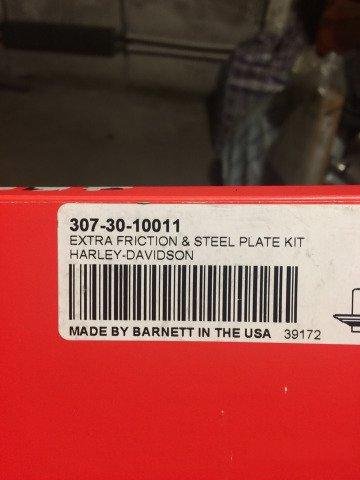 307-30-10011
EXTRA FRICTION & STEEL PLATE KIT
HARLEY-DAVIDSON
MADE BY BARNETT IN THE USA 39172